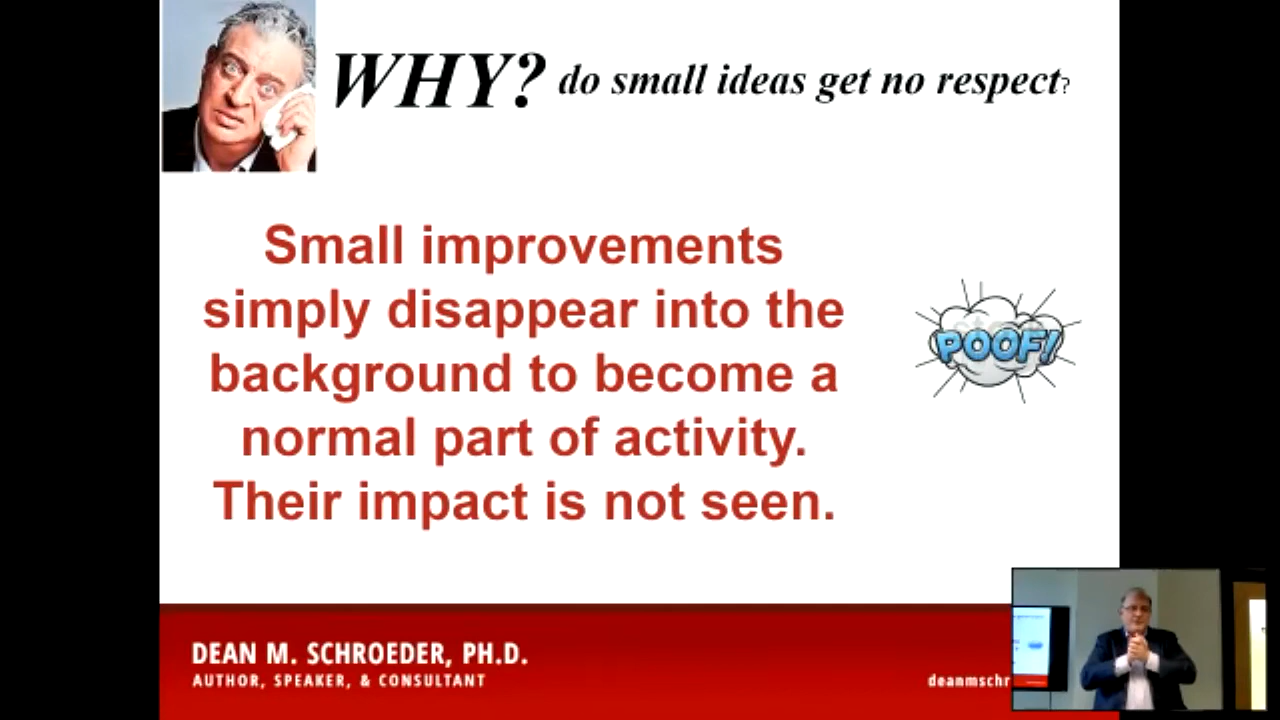 WHY? do small ideas get no respect?
Small improvements
simply disappear into the
background to become a
normal part of activity.
Their impact is not seen.
POOF!
DEAN M. SCHROEDER, PH.D.
AUTHOR, SPEAKER, & CONSULTANT
deanmschr